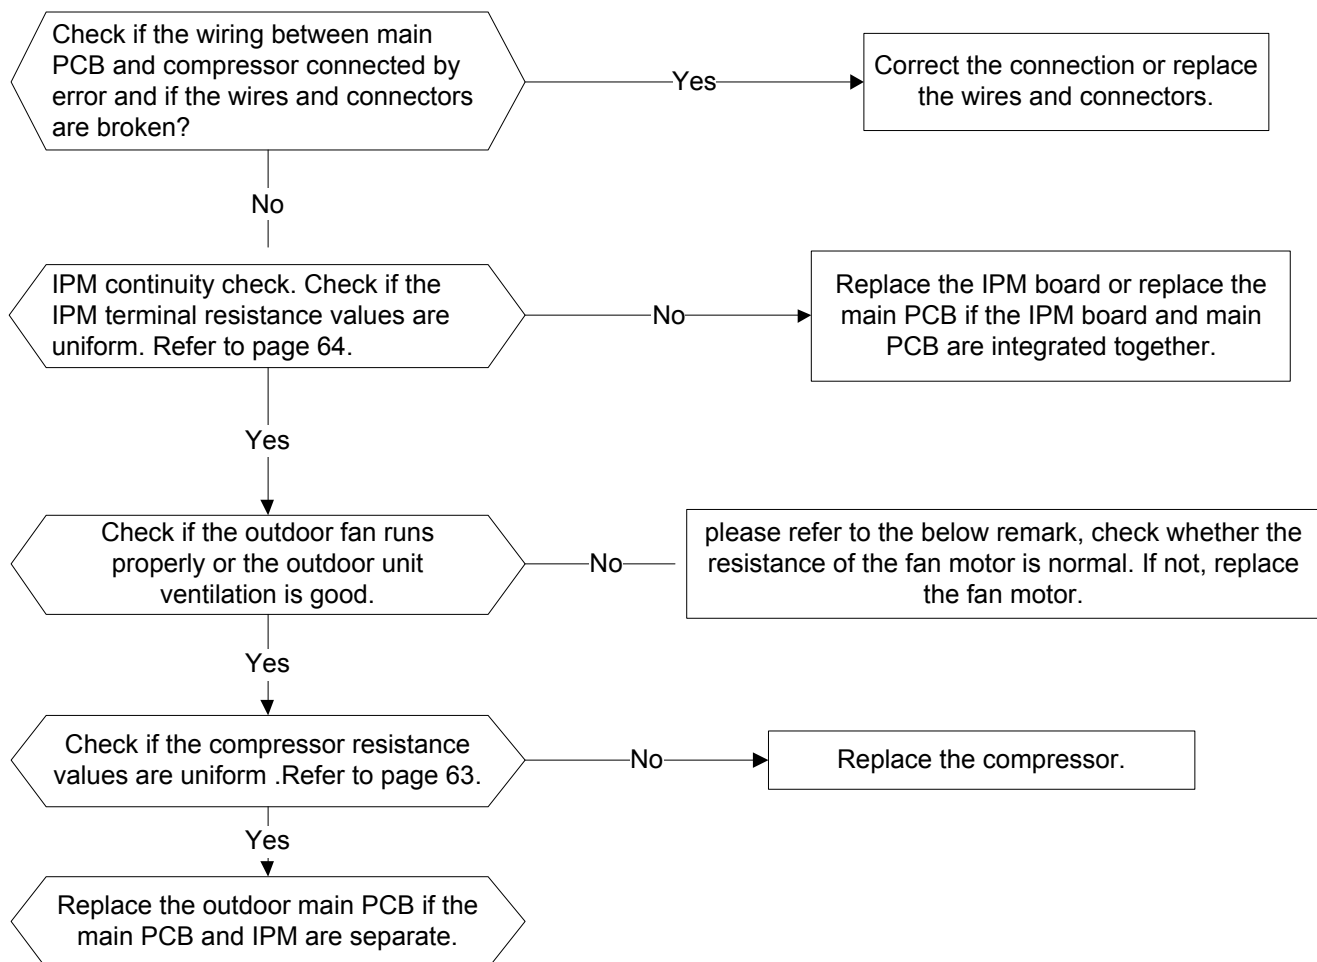 Check if the wiring between main
PCB and compressor connected by
error and if the wires and connectors
are broken?
Yes
Correct the connection or replace
the wires and connectors.
No
IPM continuity check. Check if the
IPM terminal resistance values are
uniform. Refer to page 64.
No
Replace the IPM board or replace the
main PCB if the IPM board and main
PCB are integrated together.
Yes
Check if the outdoor fan runs
properly or the outdoor unit
ventilation is good.
No
please refer to the below remark, check whether the
resistance of the fan motor is normal. If not, replace
the fan motor.
Yes
Check if the compressor resistance
values are uniform .Refer to page 63.
No
Replace the compressor.
Yes
Replace the outdoor main PCB if the
main PCB and IPM are separate.